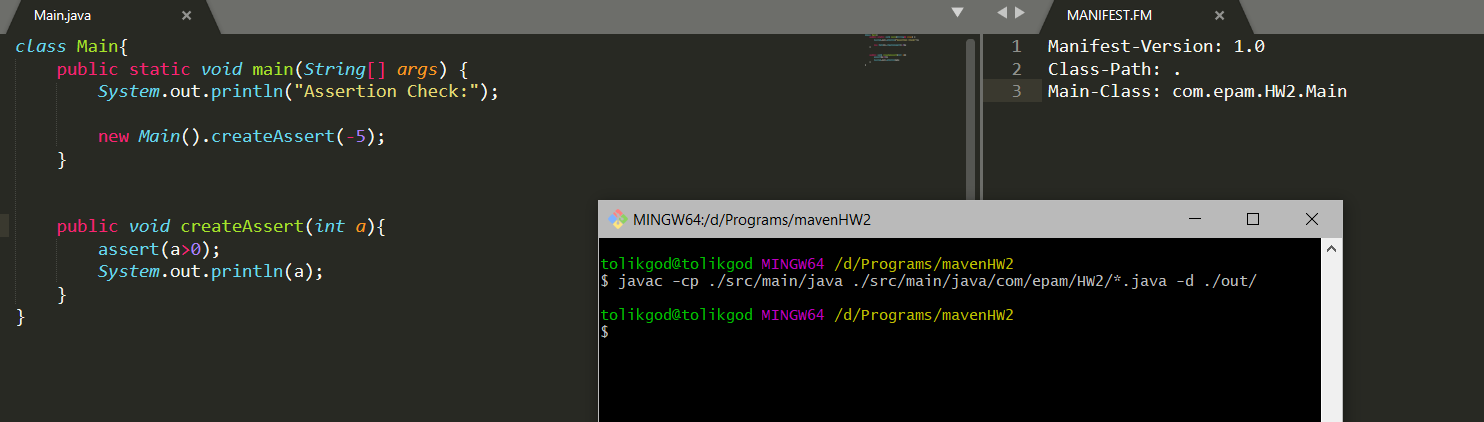 Main.java
MANIFEST.FM
class Main{
    public static void main(String[] args) {
        System.out.println("Assertion Check:");
        new Main().createAssert(-5);
    }
    public void createAssert(int a){
        assert(a>0);
        System.out.println(a);
    }
}
1 Manifest-Version: 1.0
2 Class-Path: .
3 Main-Class: com.epam.HW2.Main
MINGW64:/d/Programs/mavenHW2
tolikgod@tolikgod MINGW64 /d/Programs/mavenHW2
$ javac -cp ./src/main/java ./src/main/java/com/epam/HW2/*.java -d ./out/
tolikgod@tolikgod MINGW64 /d/Programs/mavenHW2
$